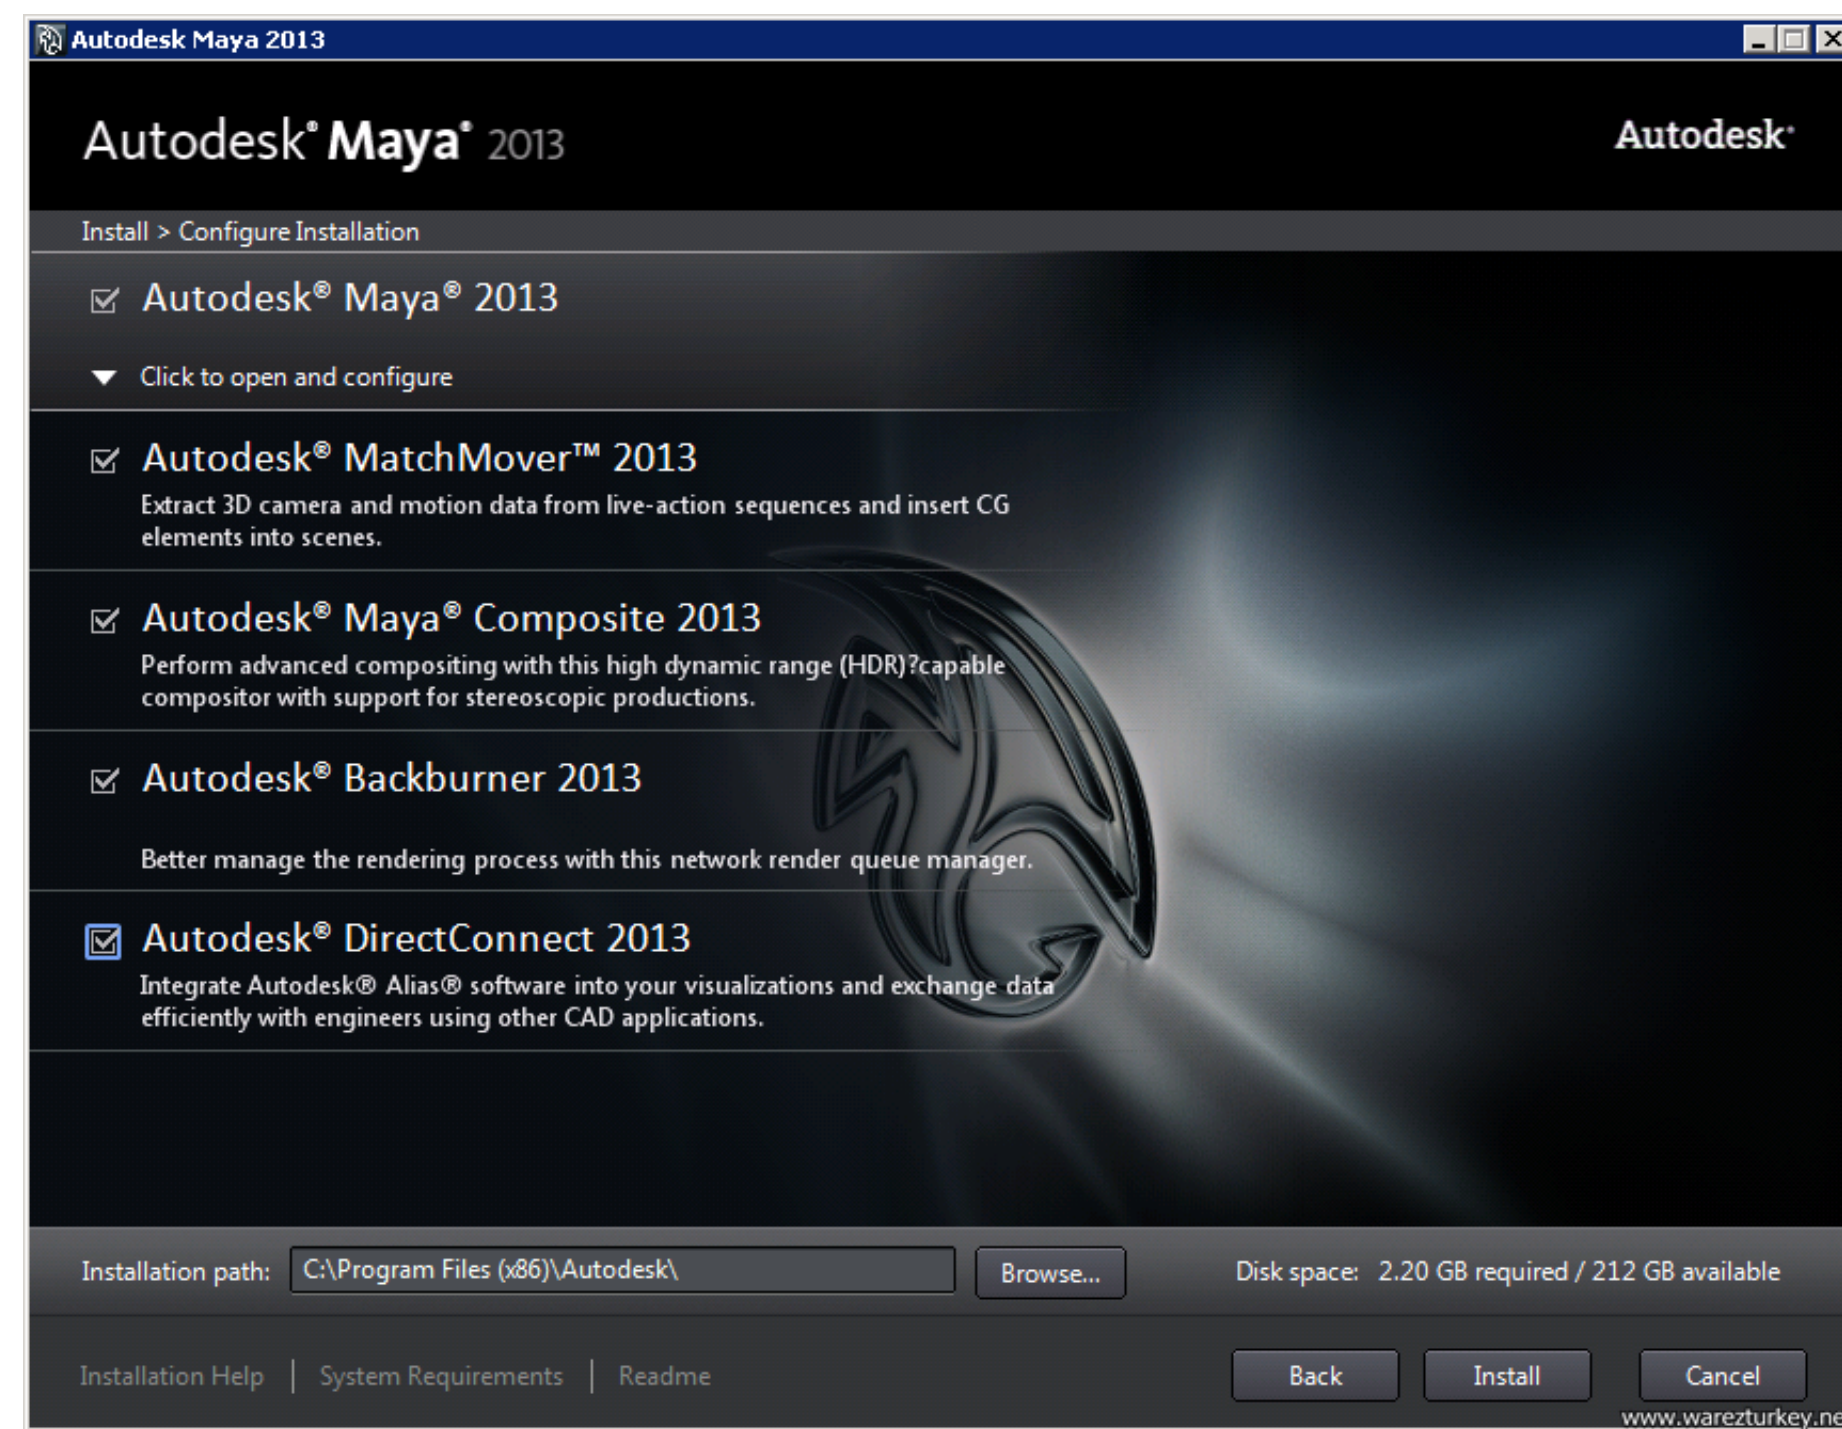 Autodesk Maya 2013
Autodesk® Maya® 2013
Autodesk®
Install > Configure Installation
Autodesk® Maya® 2013
Click to open and configure
Autodesk® MatchMover™ 2013
Extract 3D camera and motion data from live-action sequences and insert CG
elements into scenes.
Autodesk® Maya® Composite 2013
Perform advanced compositing with this high dynamic range (HDR)?capable
compositor with support for stereoscopic productions.
Autodesk® Backburner 2013
Better manage the rendering process with this network render queue manager.
Autodesk® DirectConnect 2013
Integrate Autodesk® Alias® software into your visualizations and exchange data
efficiently with engineers using other CAD applications.
Installation path: C:\Program Files (x86)\Autodesk\ Browse... Disk space: 2.20 GB required / 212 GB available
Installation Help | System Requirements | Readme Back Install Cancel
www.warezturkey.ne